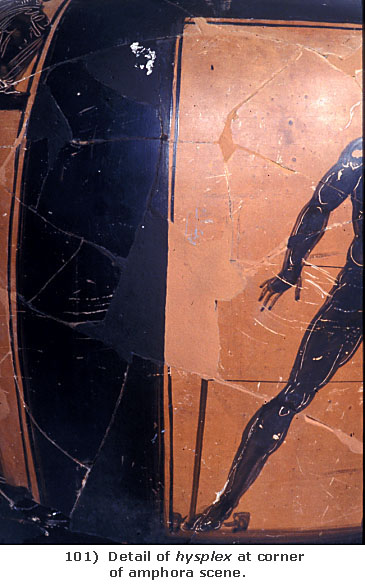 101) Detail of hysplex at corner
of amphora scene.